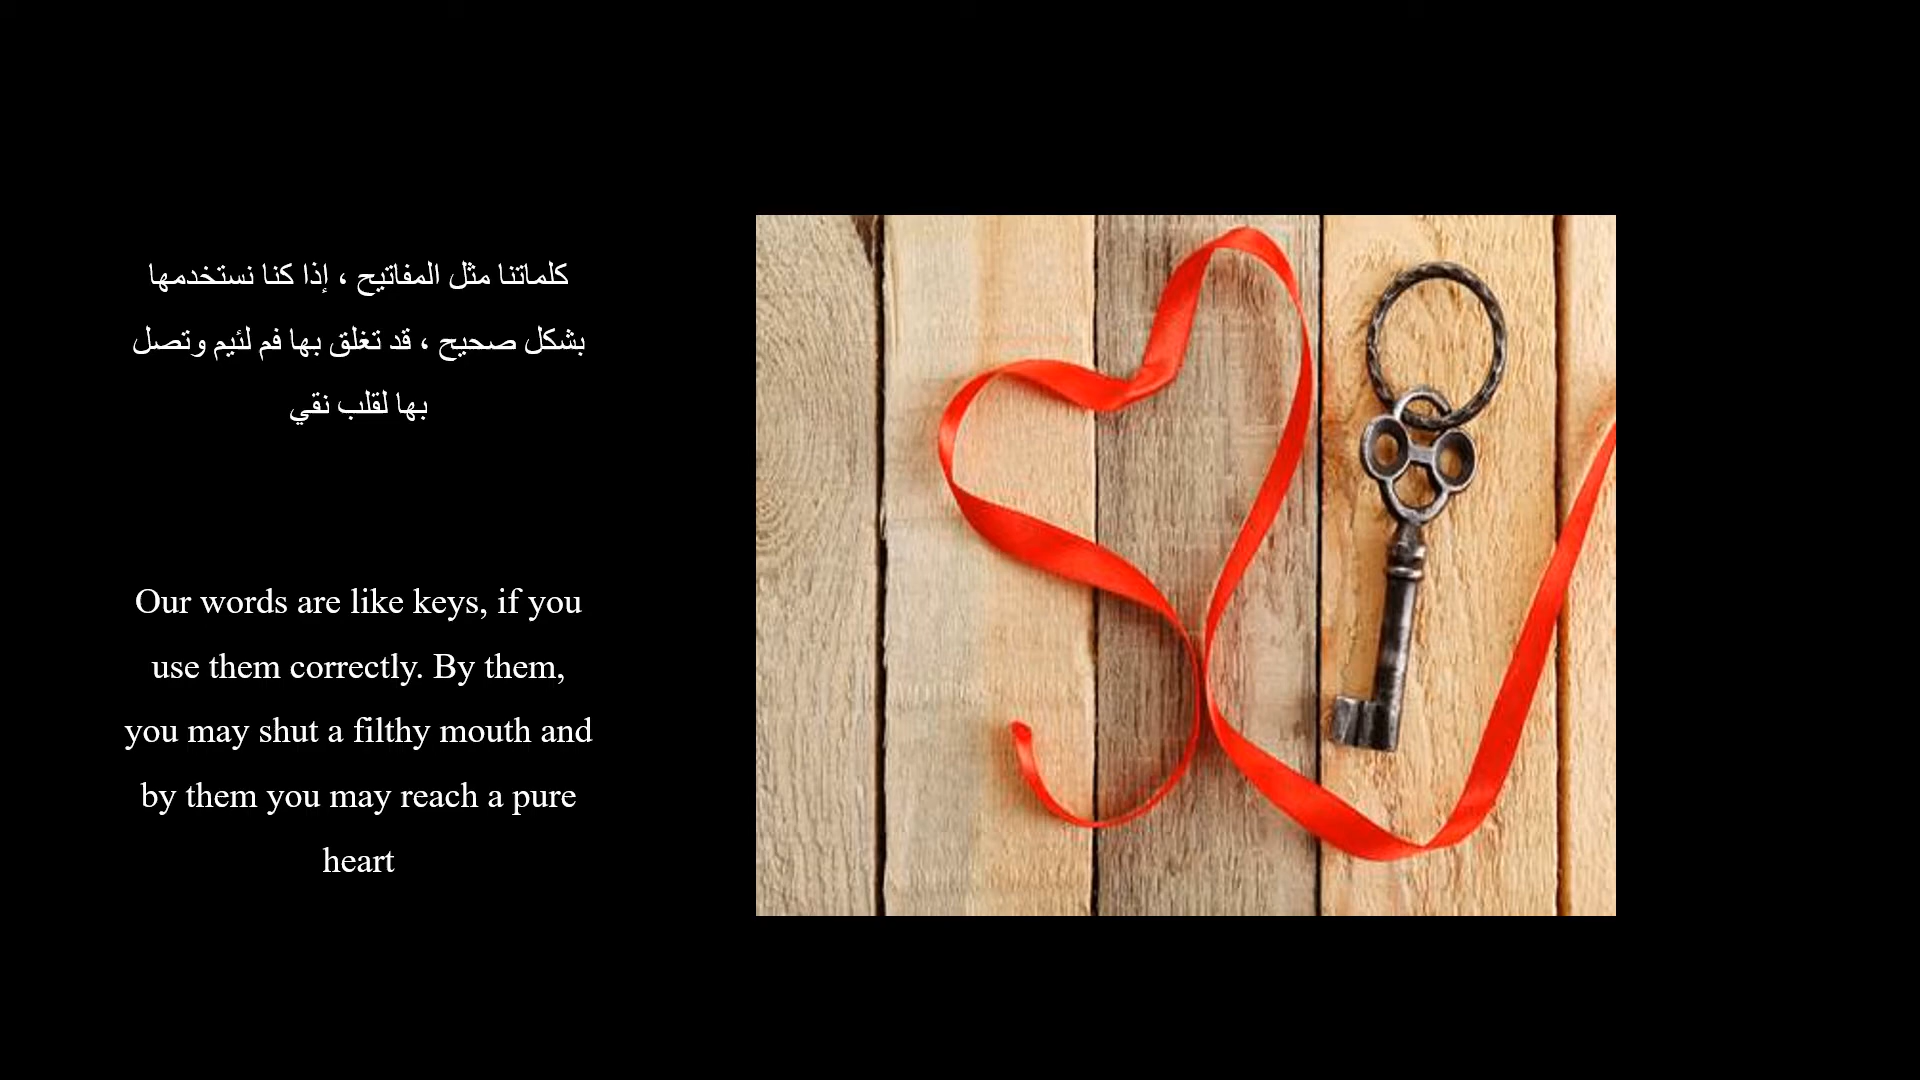 كلماتنا مثل المفاتيح ، إذا كنا نستخدمها
بشكل صحيح ، قد تغلق بها فم لئيم وتصل
بها لقلب نقي
Our words are like keys, if you
use them correctly. By them,
you may shut a filthy mouth and
by them you may reach a pure
heart